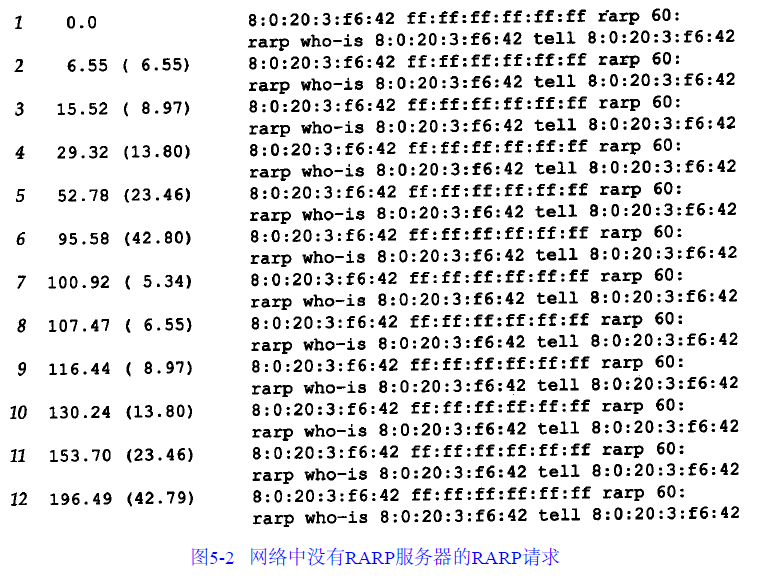 1 0.0 8:0:20:3:f6:42 ff:ff:ff:ff:ff:ff rarp 60:
rarp who-is 8:0:20:3:f6:42 tell 8:0:20:3:f6:42
2 6.55 ( 6.55) 8:0:20:3:f6:42 ff:ff:ff:ff:ff:ff rarp 60:
rarp who-is 8:0:20:3:f6:42 tell 8:0:20:3:f6:42
3 15.52 ( 8.97) 8:0:20:3:f6:42 ff:ff:ff:ff:ff:ff rarp 60:
rarp who-is 8:0:20:3:f6:42 tell 8:0:20:3:f6:42
4 29.32 (13.80) 8:0:20:3:f6:42 ff:ff:ff:ff:ff:ff rarp 60:
rarp who-is 8:0:20:3:f6:42 tell 8:0:20:3:f6:42
5 52.78 (23.46) 8:0:20:3:f6:42 ff:ff:ff:ff:ff:ff rarp 60:
rarp who-is 8:0:20:3:f6:42 tell 8:0:20:3:f6:42
6 95.58 (42.80) 8:0:20:3:f6:42 ff:ff:ff:ff:ff:ff rarp 60:
rarp who-is 8:0:20:3:f6:42 tell 8:0:20:3:f6:42
7 100.92 ( 5.34) 8:0:20:3:f6:42 ff:ff:ff:ff:ff:ff rarp 60:
rarp who-is 8:0:20:3:f6:42 tell 8:0:20:3:f6:42
8 107.47 ( 6.55) 8:0:20:3:f6:42 ff:ff:ff:ff:ff:ff rarp 60:
rarp who-is 8:0:20:3:f6:42 tell 8:0:20:3:f6:42
9 116.44 ( 8.97) 8:0:20:3:f6:42 ff:ff:ff:ff:ff:ff rarp 60:
rarp who-is 8:0:20:3:f6:42 tell 8:0:20:3:f6:42
10 130.24 (13.80) 8:0:20:3:f6:42 ff:ff:ff:ff:ff:ff rarp 60:
rarp who-is 8:0:20:3:f6:42 tell 8:0:20:3:f6:42
11 153.70 (23.46) 8:0:20:3:f6:42 ff:ff:ff:ff:ff:ff rarp 60:
rarp who-is 8:0:20:3:f6:42 tell 8:0:20:3:f6:42
12 196.49 (42.79) 8:0:20:3:f6:42 ff:ff:ff:ff:ff:ff rarp 60:
rarp who-is 8:0:20:3:f6:42 tell 8:0:20:3:f6:42
图5-2 网络中没有RARP服务器的RARP请求